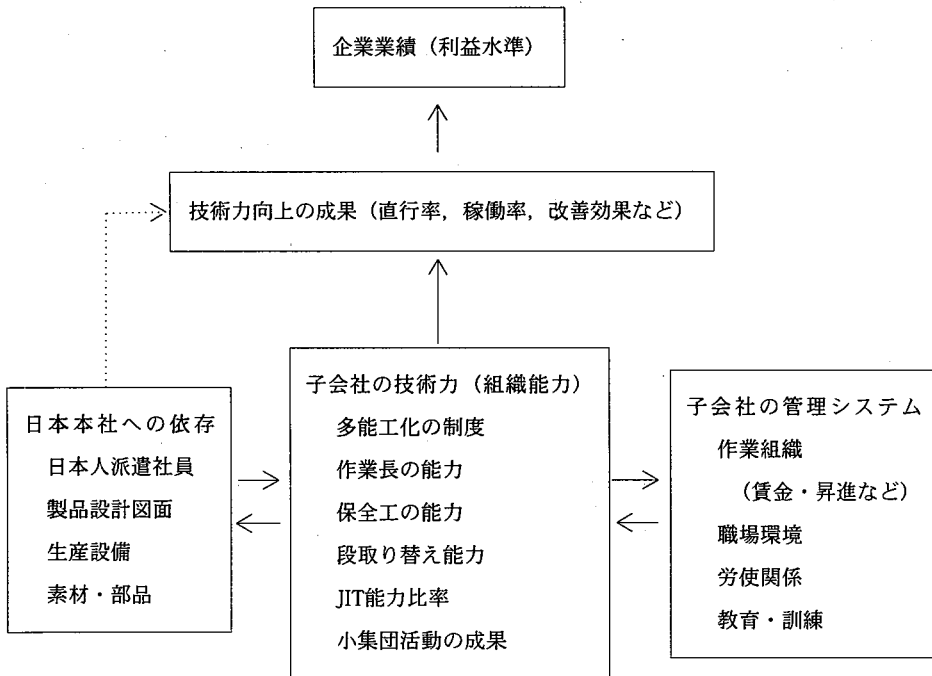 企業業績（利益水準）
技術力向上の成果（直行率，稼働率，改善効果など）
日本本社への依存
日本人派遣社員
製品設計図面
生産設備
素材・部品
子会社の技術力（組織能力）
多能工化の制度
作業長の能力
保全工の能力
段取り替え能力
JIT能力比率
小集団活動の成果
子会社の管理システム
作業組織
（賃金・昇進など）
職場環境
労使関係
教育・訓練